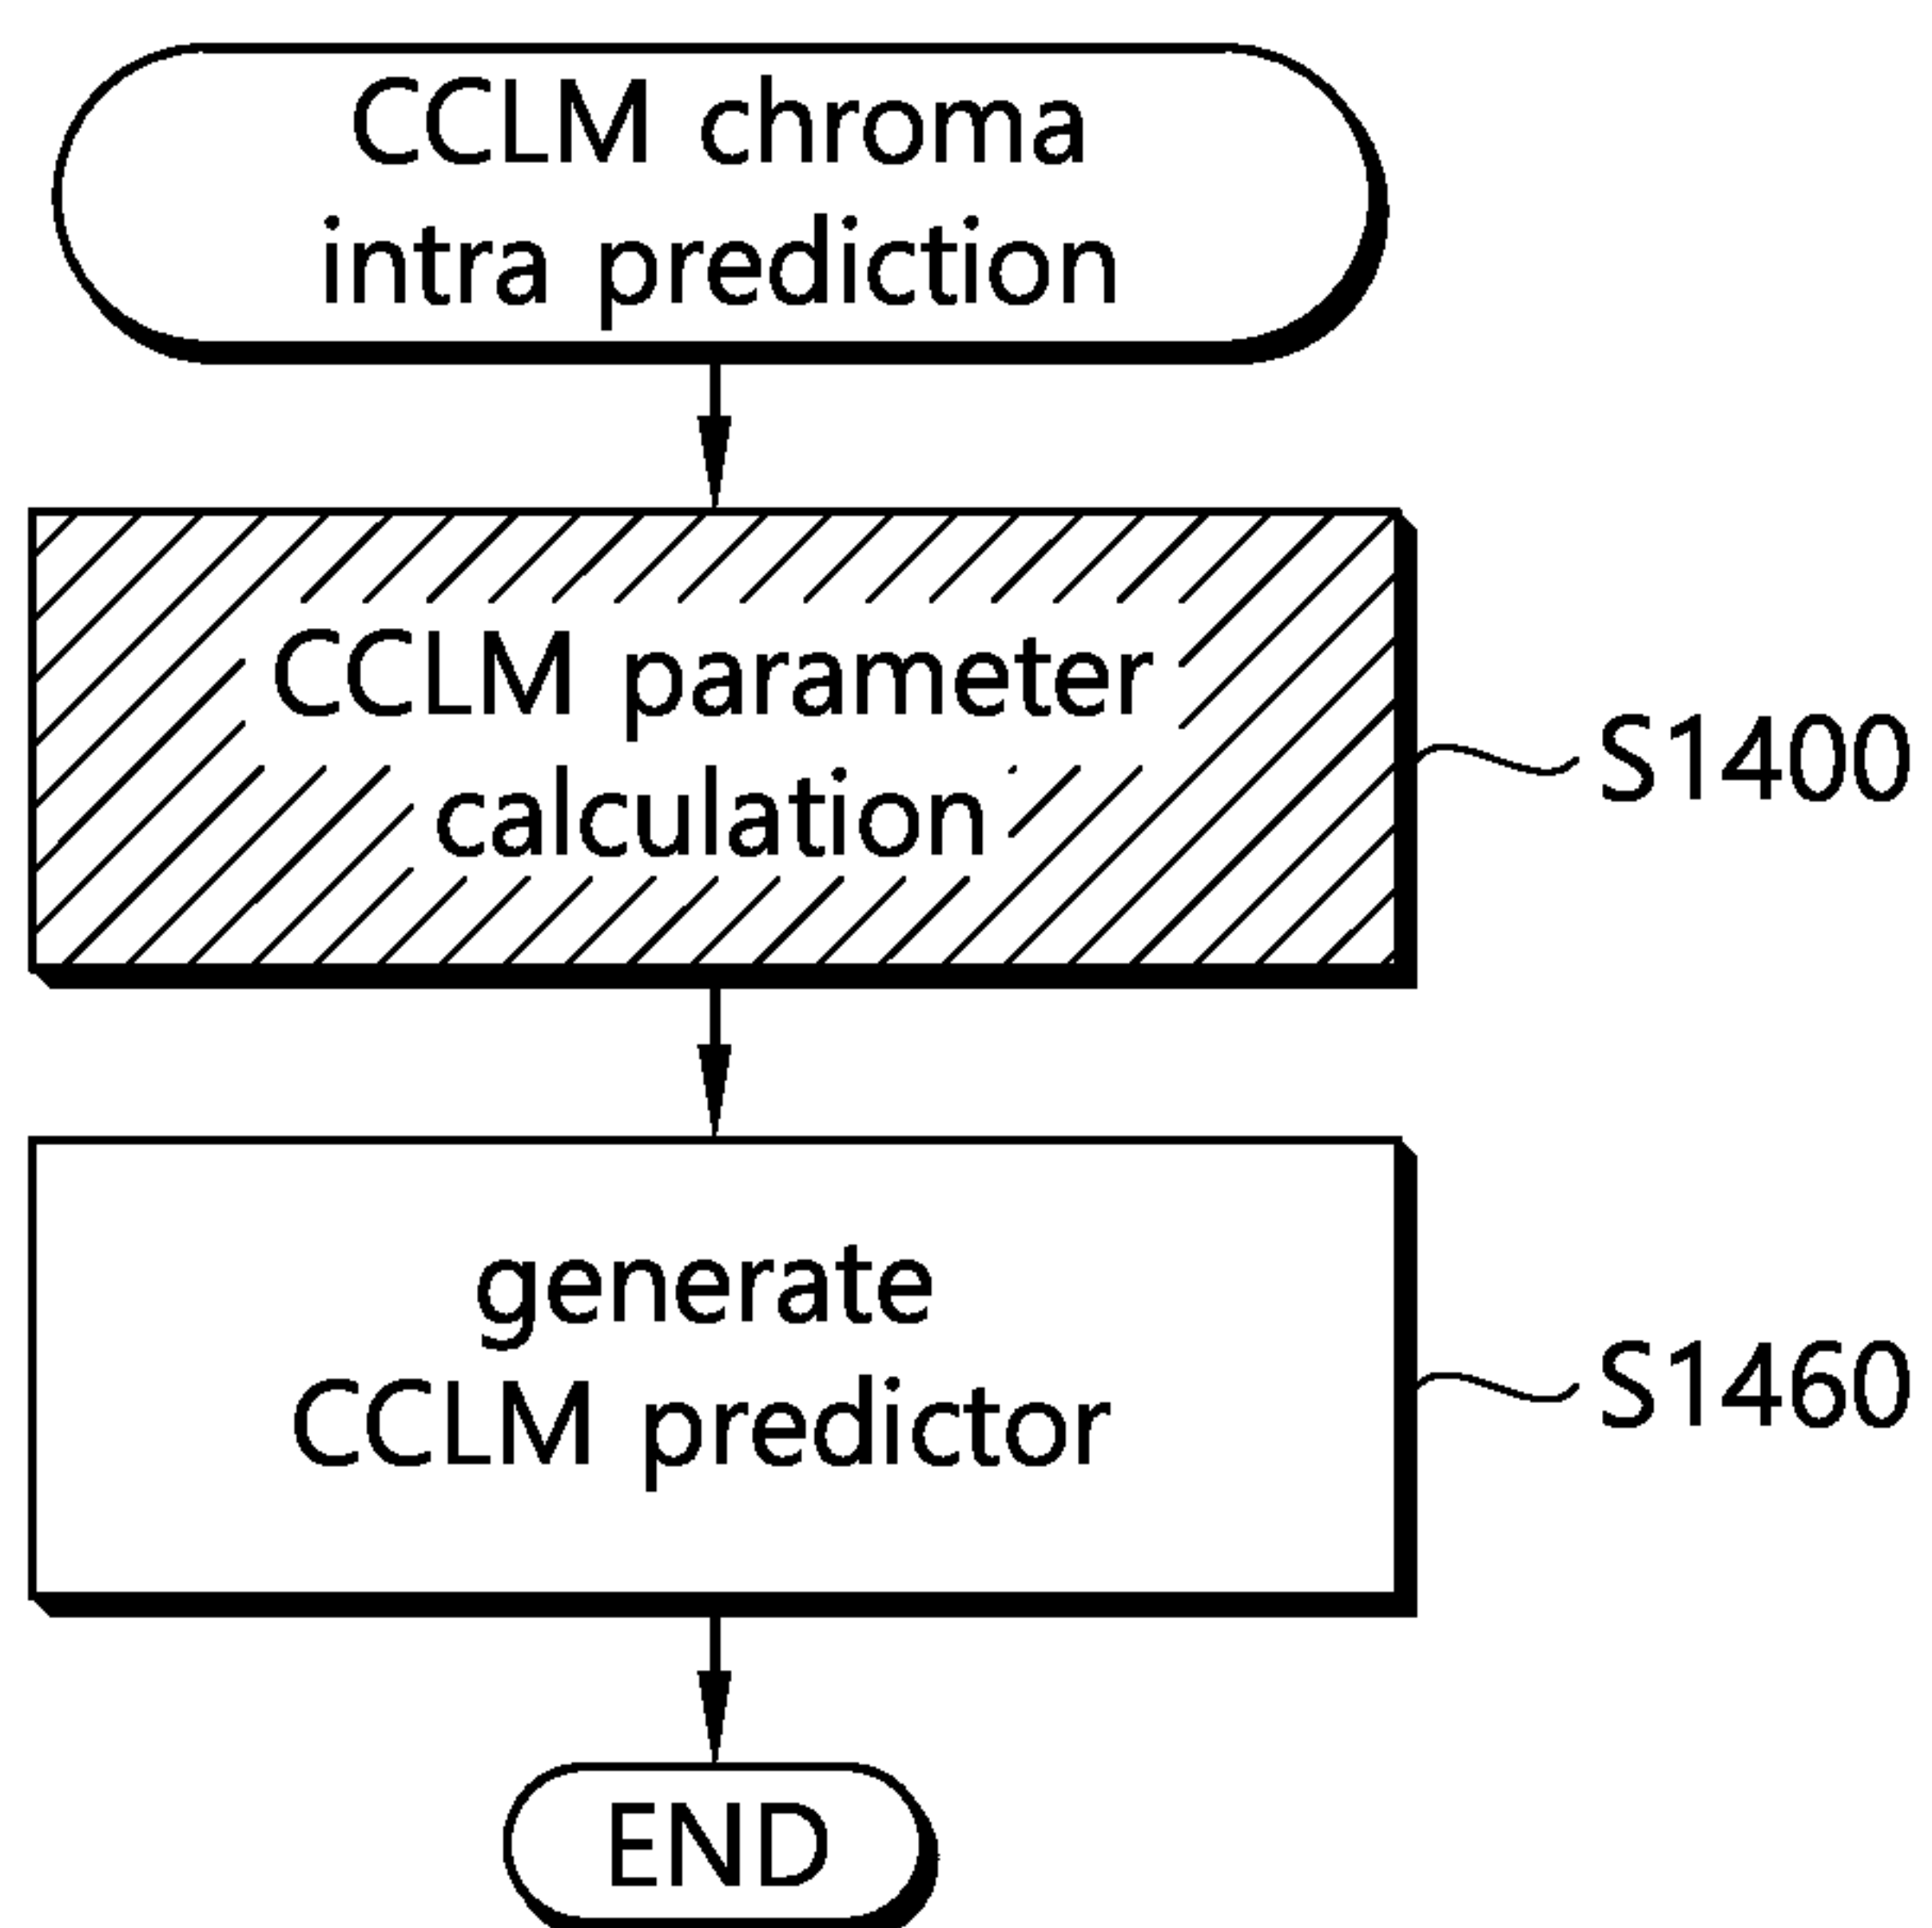 CCLM chroma
intra prediction
CCLM parameter
calculation
S1400
generate
CCLM predictor
S1460
END